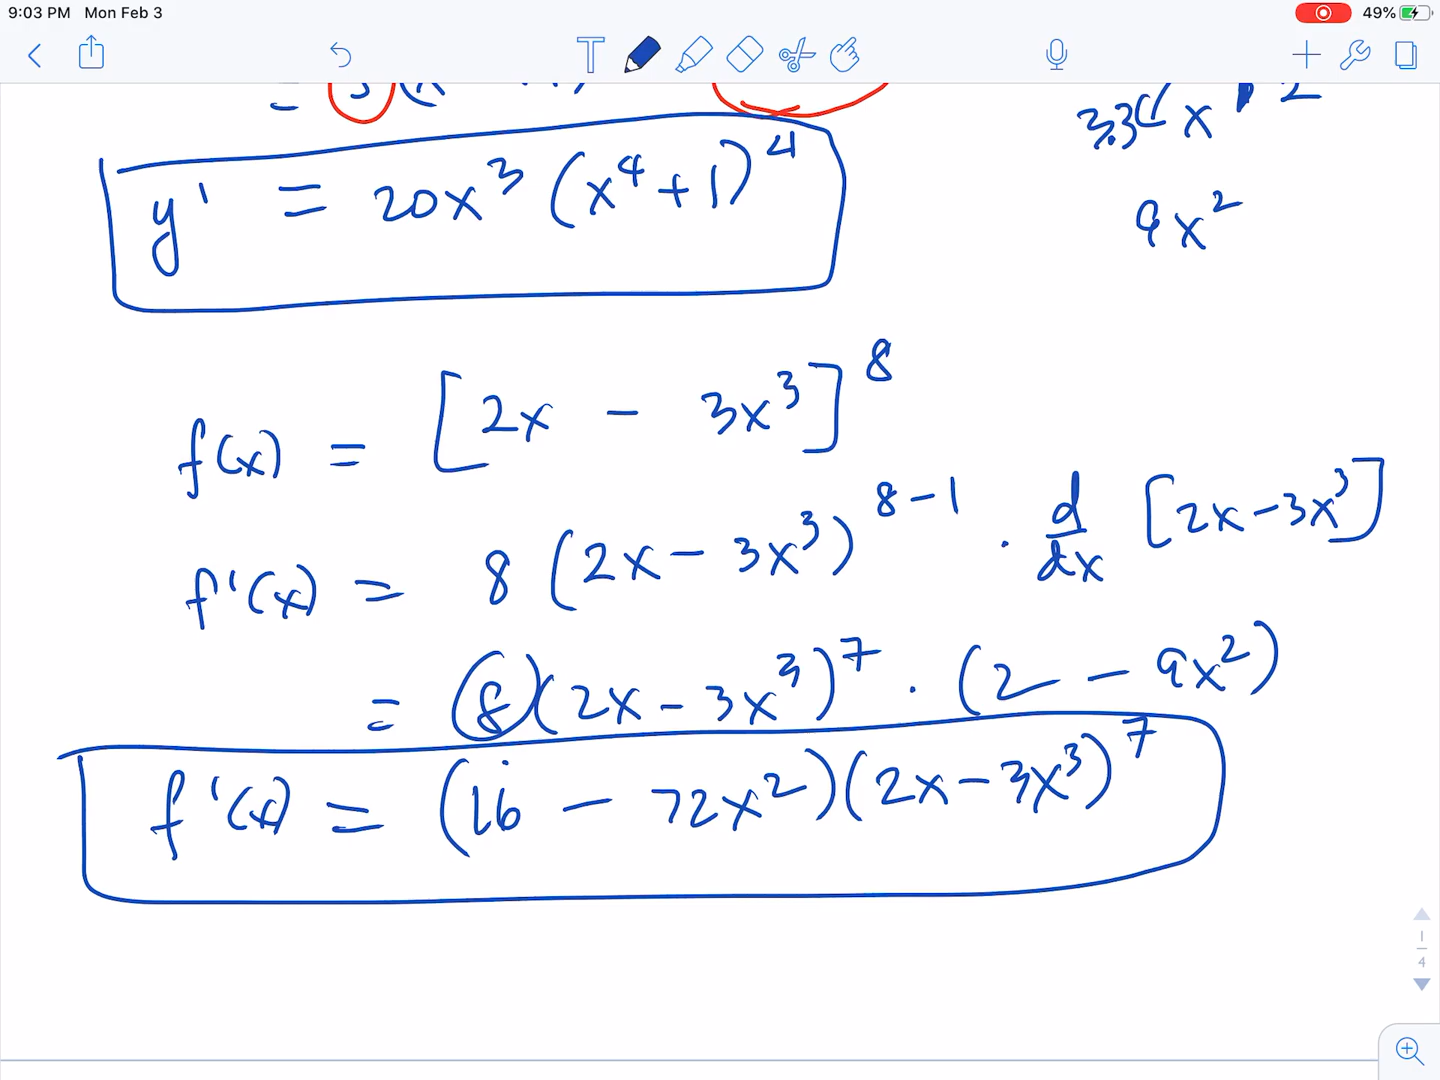 9:03 PM Mon Feb 3
49%
T
y' = 20x³ (x⁴ + 1)⁴
9x²
f(x) = [2x - 3x³]⁸
f'(x) = 8 (2x - 3x³)⁸⁻¹ · d/dx [2x - 3x³]
= 8(2x - 3x³)⁷ · (2 - 9x²)
f'(x) = (16 - 72x²)(2x - 3x³)⁷
1
4